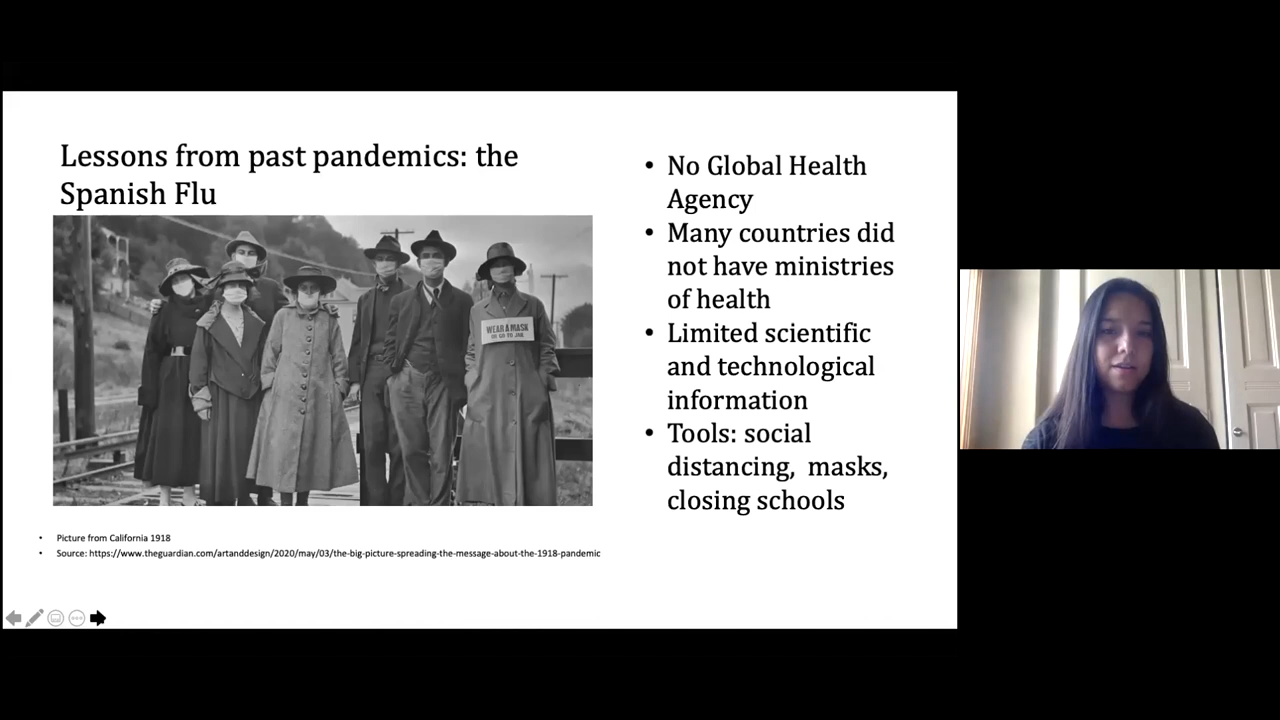 Lessons from past pandemics: the
Spanish Flu
WEAR A MASK
OR GO TO JAIL
• Picture from California 1918
• Source: https://www.theguardian.com/artanddesign/2020/may/03/the-big-picture-spreading-the-message-about-the-1918-pandemic
• No Global Health
Agency
• Many countries did
not have ministries
of health
• Limited scientific
and technological
information
• Tools: social
distancing,  masks,
closing schools